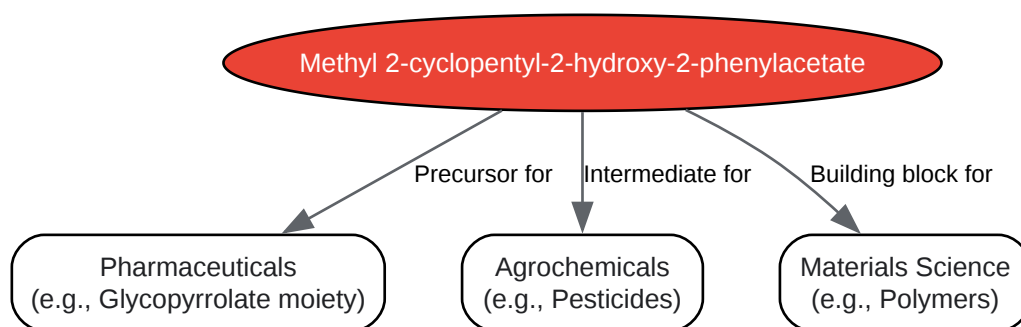 Methyl 2-cyclopentyl-2-hydroxy-2-phenylacetate
Precursor for
Intermediate for
Building block for
Pharmaceuticals
(e.g., Glycopyrrolate moiety)
Agrochemicals
(e.g., Pesticides)
Materials Science
(e.g., Polymers)